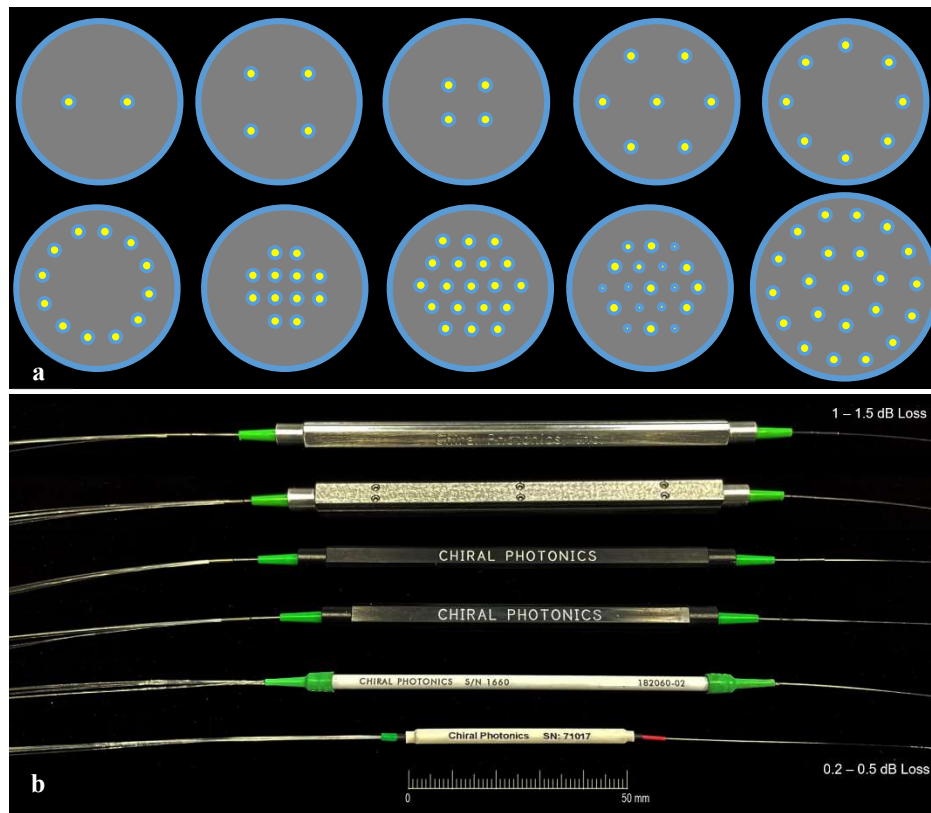 a
1 – 1.5 dB Loss
Chiral Photonics Inc.
CHIRAL PHOTONICS
CHIRAL PHOTONICS
CHIRAL PHOTONICS S/N 1660 182060-02
Chiral Photonics SN: 71017
b
0.2 – 0.5 dB Loss
0 50 mm